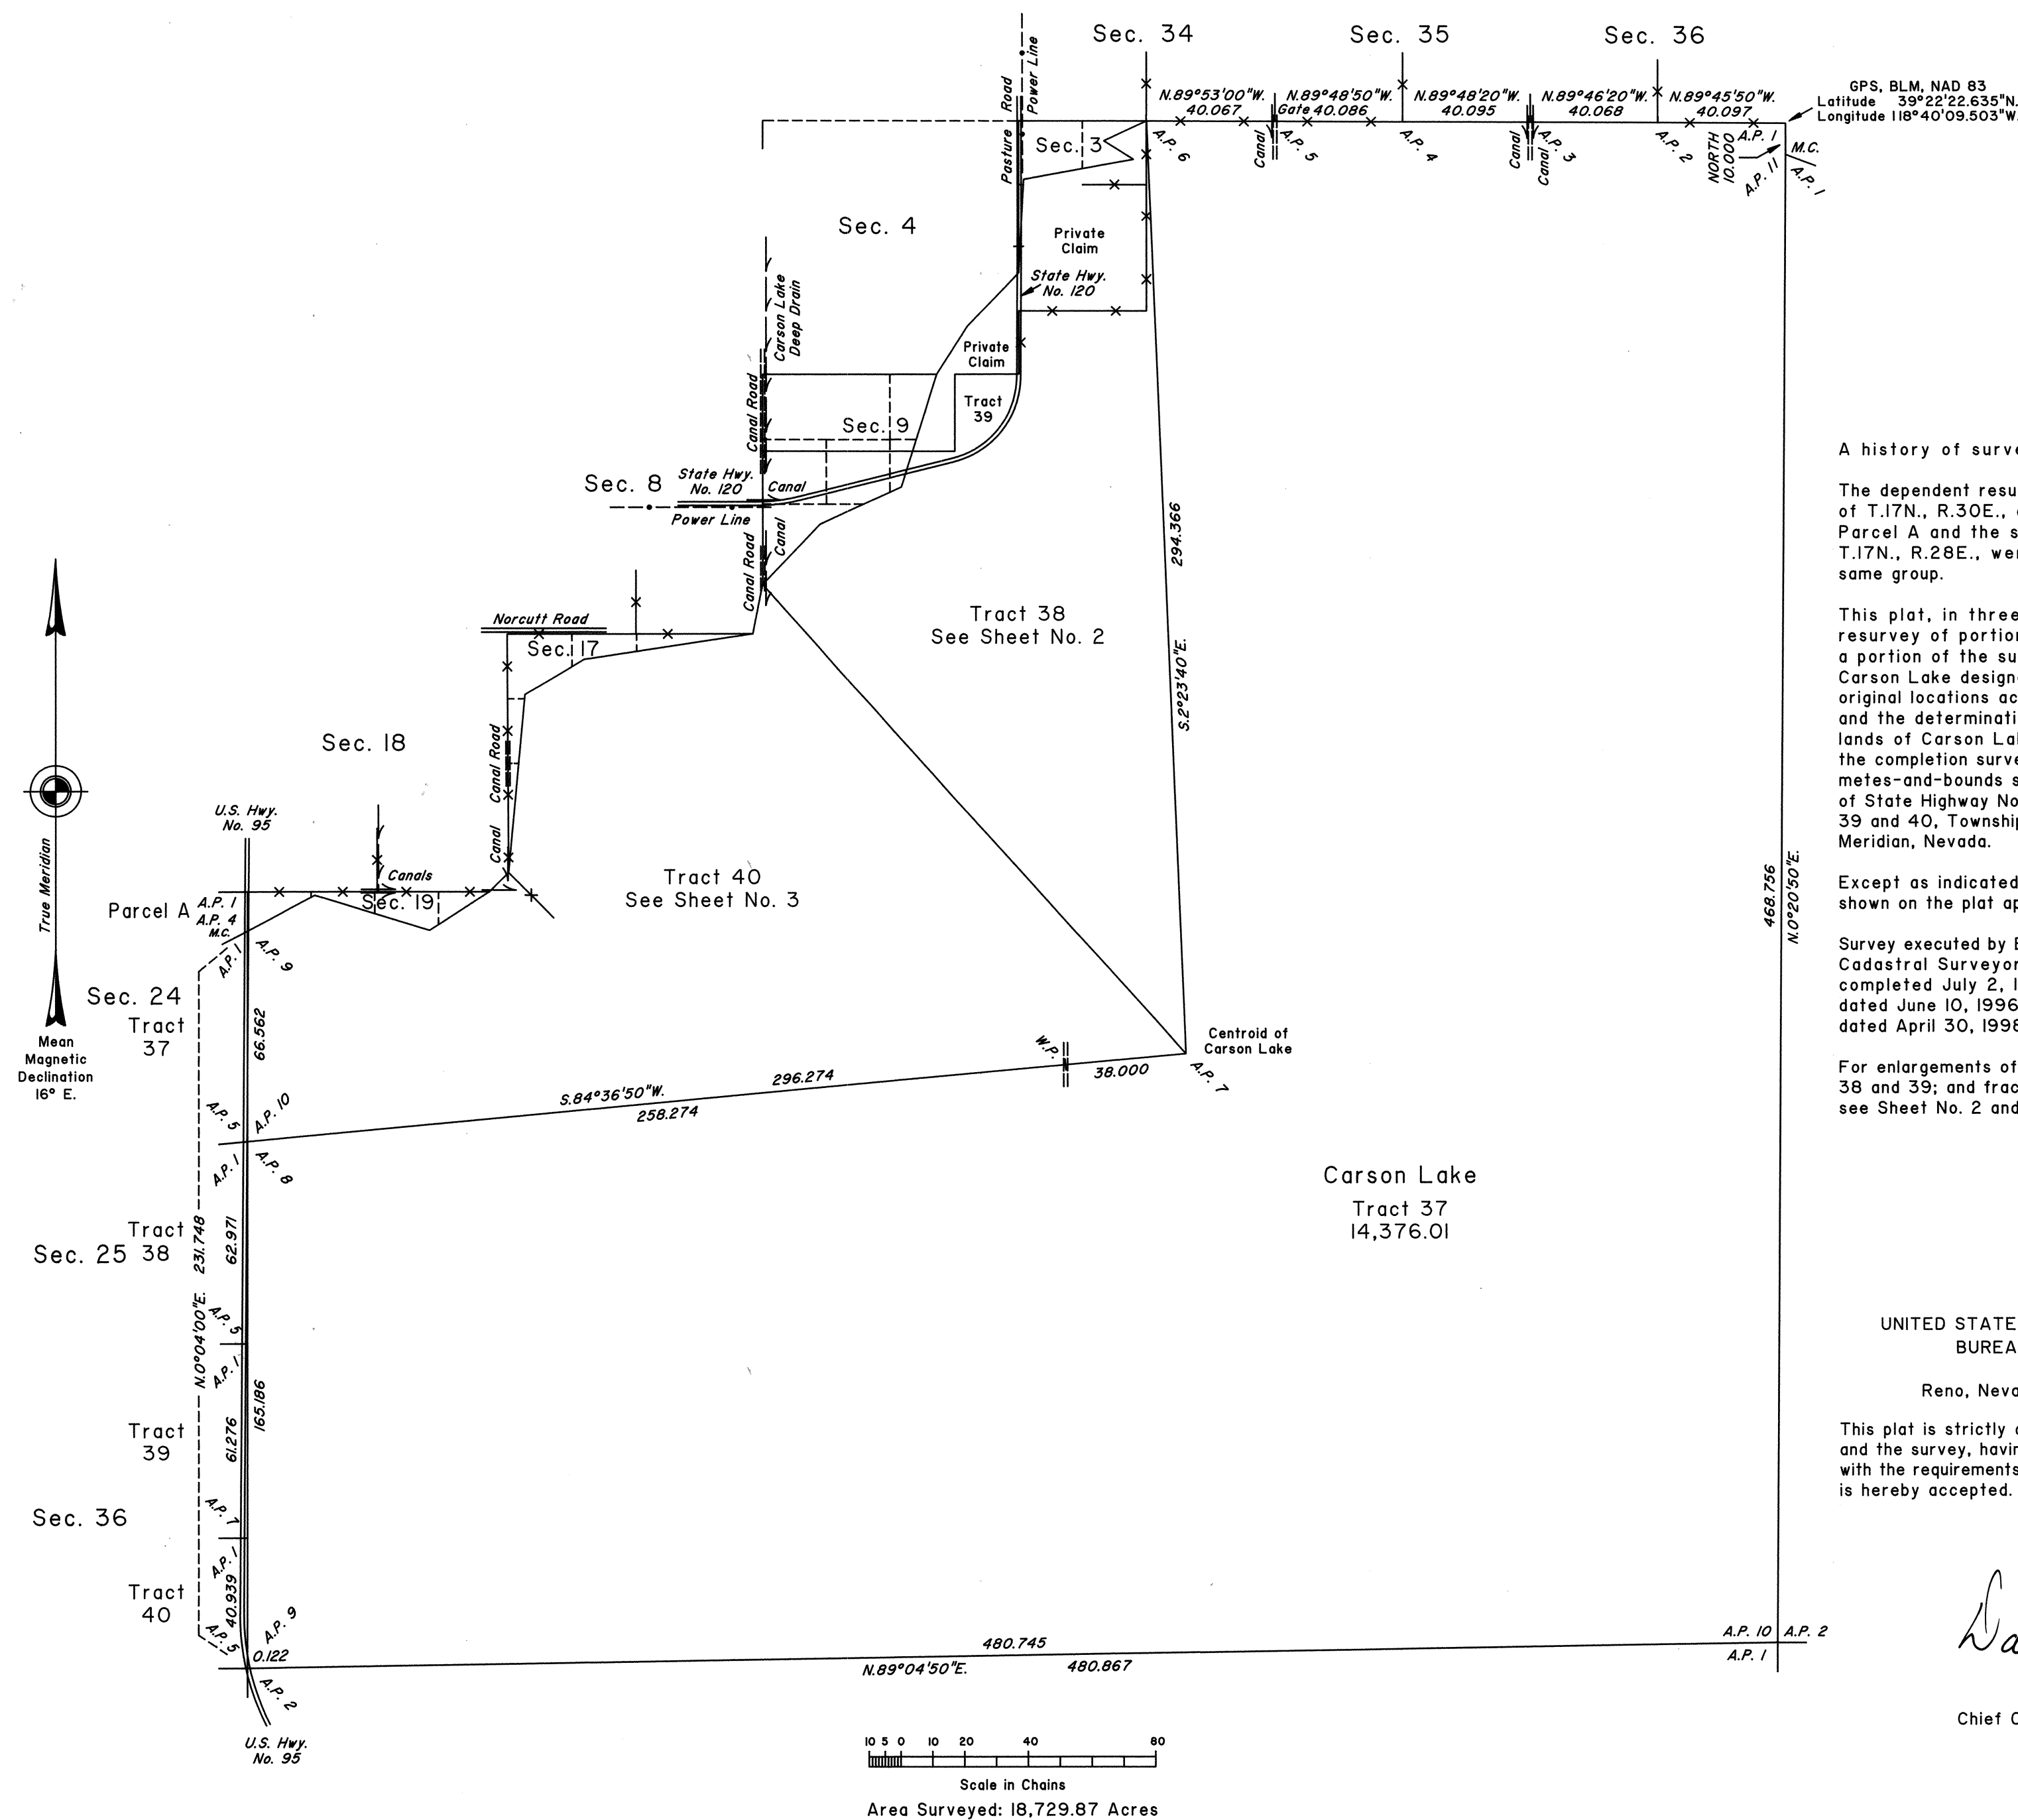 Sec. 34
Sec. 35
Sec. 36
Power Line
Pasture Road
N.89°53'00"W.
40.067
N.89°48'50"W.
Gate 40.086
N.89°48'20"W.
40.095
N.89°46'20"W.
40.068
N.89°45'50"W.
40.097
GPS, BLM, NAD 83
Latitude 39°22'22.635"N.
Longitude 118°40'09.503"W.
A.P. 6
Canal
A.P. 5
A.P. 4
Canal
Canal
A.P. 3
A.P. 2
NORTH
10.000
A.P. 1
M.C.
A.P. 11
A.P. 1
Sec. 3
Sec. 4
Private
Claim
State Hwy.
No. 120
Carson Lake
Deep Drain
Private
Claim
Canal Road
Tract
39
Sec. 9
Sec. 8
State Hwy.
No. 120
Canal
Power Line
Canal
Canal Road
294.366
S.2°23'40"E.
Tract 38
See Sheet No. 2
Norcutt Road
Sec. 17
Sec. 18
Canal Road
Canal
U.S. Hwy.
No. 95
Canals
Sec. 19
Tract 40
See Sheet No. 3
Parcel A
A.P. 1
A.P. 4
M.C.
A.P. 1
A.P. 9
True Meridian
Mean
Magnetic
Declination
16° E.
Sec. 24
Tract
37
66.562
468.756
N.0°20'50"E.
Centroid of
Carson Lake
W.P.
38.000
A.P. 7
296.274
S.84°36'50"W.
258.274
A.P. 5
A.P. 10
A.P. 1
A.P. 8
Carson Lake
Tract 37
14,376.01
Tract
38
Sec. 25
231.748
N.0°04'00"E.
62.971
A.P. 5
A.P. 1
165.186
Tract
39
61.276
Sec. 36
A.P. 7
A.P. 1
Tract
40
40.939
A.P. 5
A.P. 9
0.122
A.P. 2
U.S. Hwy.
No. 95
480.745
N.89°04'50"E.
480.867
A.P. 10
A.P. 2
A.P. 1
10 5 0 10 20 40 80
Scale in Chains
Area Surveyed: 18,729.87 Acres
A history of surve
The dependent resu
of T.17N., R.30E.,
Parcel A and the s
T.17N., R.28E., wer
same group.
This plat, in three
resurvey of portion
a portion of the su
Carson Lake designa
original locations ac
and the determinati
lands of Carson Lak
the completion surve
metes-and-bounds s
of State Highway No
39 and 40, Township
Meridian, Nevada.
Except as indicated
shown on the plat ap
Survey executed by
Cadastral Surveyor
completed July 2, 1
dated June 10, 1996
dated April 30, 1998
For enlargements of
38 and 39; and frac
see Sheet No. 2 and
UNITED STATE
BUREA
Reno, Neva
This plat is strictly
and the survey, havin
with the requirements
is hereby accepted.
Da
Chief C